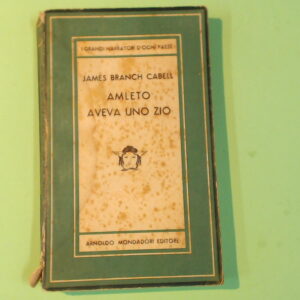 I GRANDI NARRATORI D'OGNI PAESE
JAMES BRANCH CABELL
AMLETO
AVEVA UNO ZIO
ARNOLDO MONDADORI EDITORE